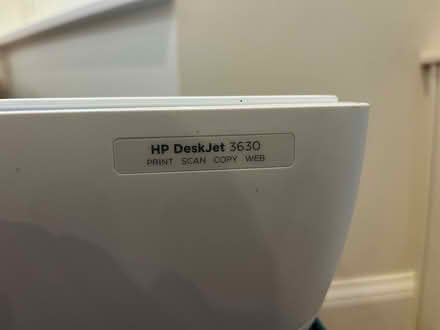 HP DeskJet 3630
PRINT SCAN COPY WEB